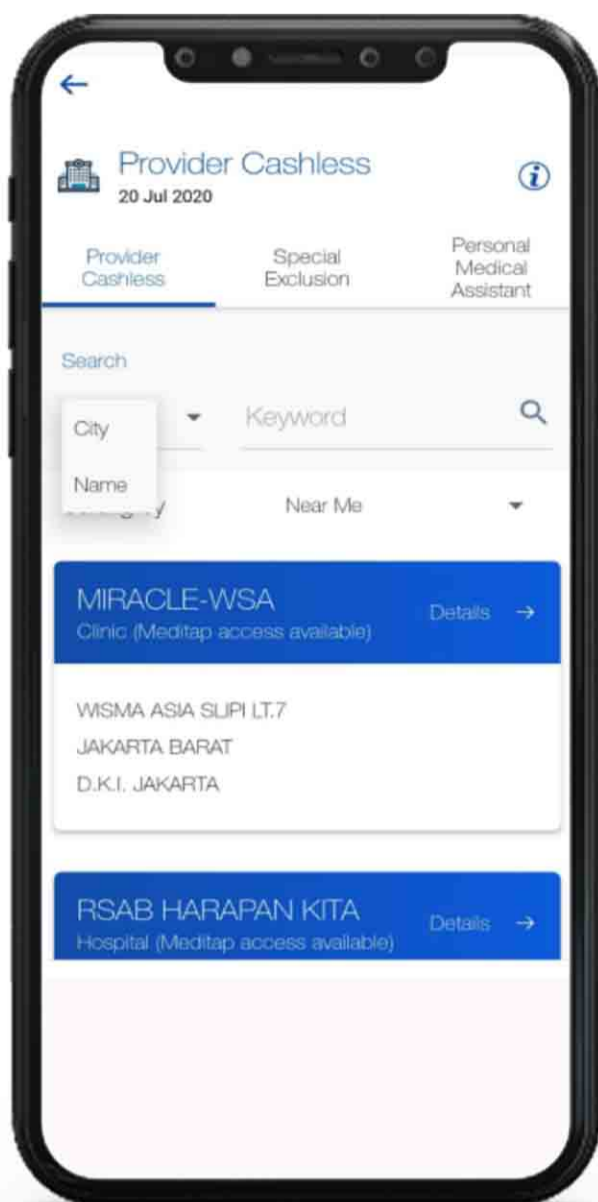 Provider Cashless
20 Jul 2020
Provider
Cashless
Special
Exclusion
Personal
Medical
Assistant
Search
City
Name
Keyword
Near Me
MIRACLE-WSA
Clinic (Meditap access available)
Details →
WISMA ASIA SLIPI LT.7
JAKARTA BARAT
D.K.I. JAKARTA
RSAB HARAPAN KITA
Hospital (Meditap access available)
Details →